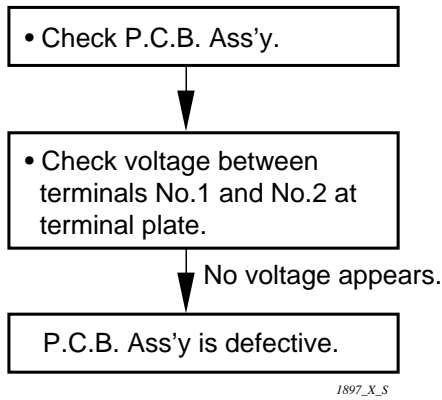 • Check P.C.B. Ass'y.
• Check voltage between
terminals No.1 and No.2 at
terminal plate.
No voltage appears.
P.C.B. Ass'y is defective.
1897_X_S